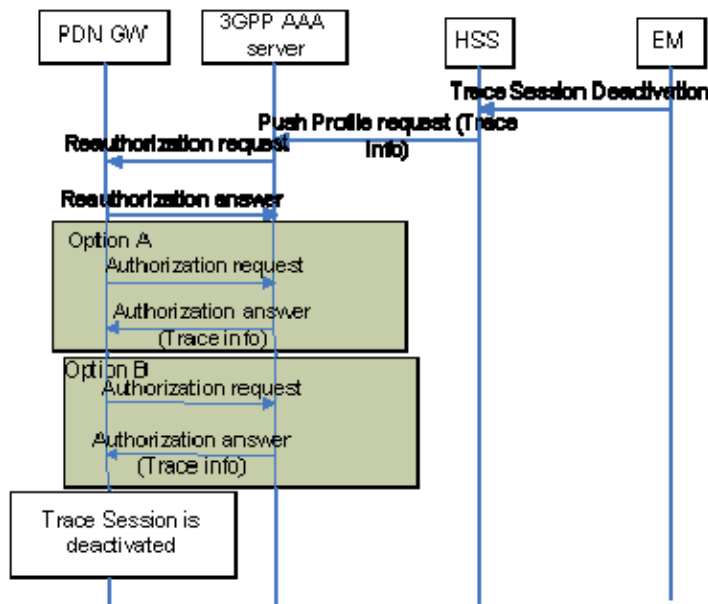 PDN GW
3GPP AAA
server
HSS
EM
Trace Session Deactivation
Push Profile request (Trace
Info)
Reauthorization request
Reauthorization answer
Option A
Authorization request
Authorization answer
(Trace info)
Option B
Authorization request
Authorization answer
(Trace info)
Trace Session is
deactivated